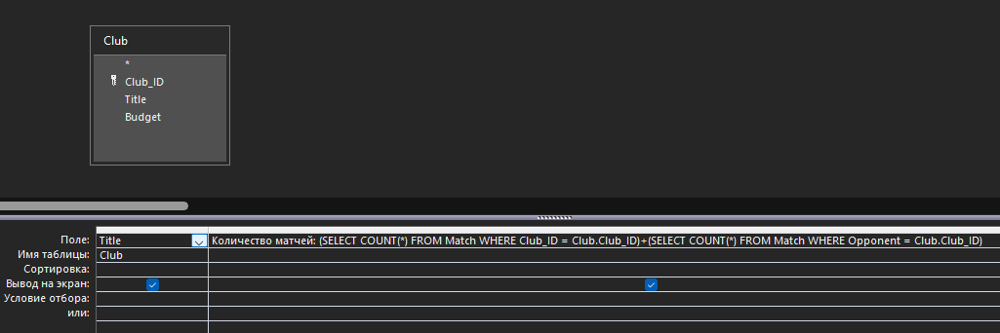 Club
*
Club_ID
Title
Budget
Поле: Title Количество матчей: (SELECT COUNT(*) FROM Match WHERE Club_ID = Club.Club_ID)+(SELECT COUNT(*) FROM Match WHERE Opponent = Club.Club_ID)
Имя таблицы: Club
Сортировка:
Вывод на экран:
Условие отбора:
или: